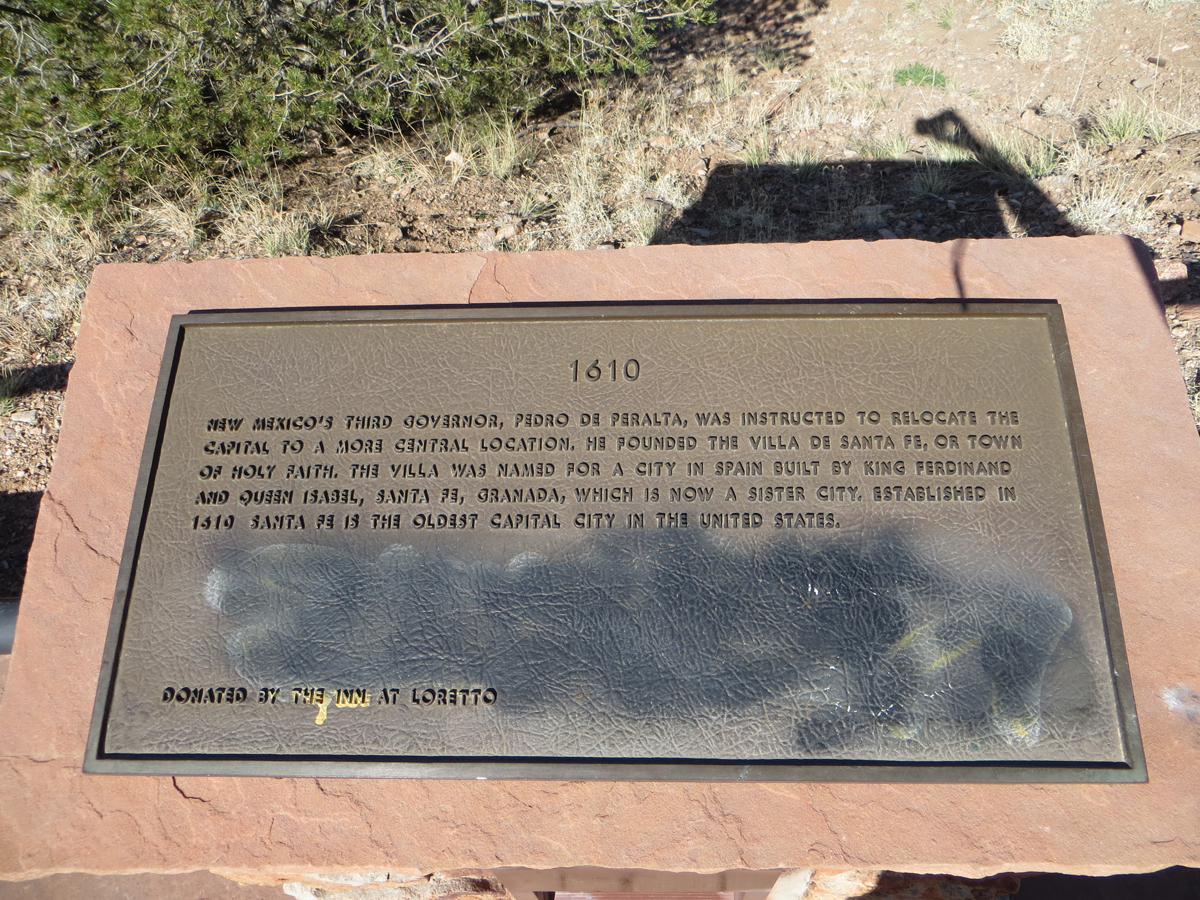 1610
NEW MEXICO'S THIRD GOVERNOR, PEDRO DE PERALTA, WAS INSTRUCTED TO RELOCATE THE
CAPITAL TO A MORE CENTRAL LOCATION. HE FOUNDED THE VILLA DE SANTA FE, OR TOWN
OF HOLY FAITH. THE VILLA WAS NAMED FOR A CITY IN SPAIN BUILT BY KING FERDINAND
AND QUEEN ISABEL, SANTA FE, GRANADA, WHICH IS NOW A SISTER CITY. ESTABLISHED IN
1610 SANTA FE IS THE OLDEST CAPITAL CITY IN THE UNITED STATES.
DONATED BY THE INN AT LORETTO